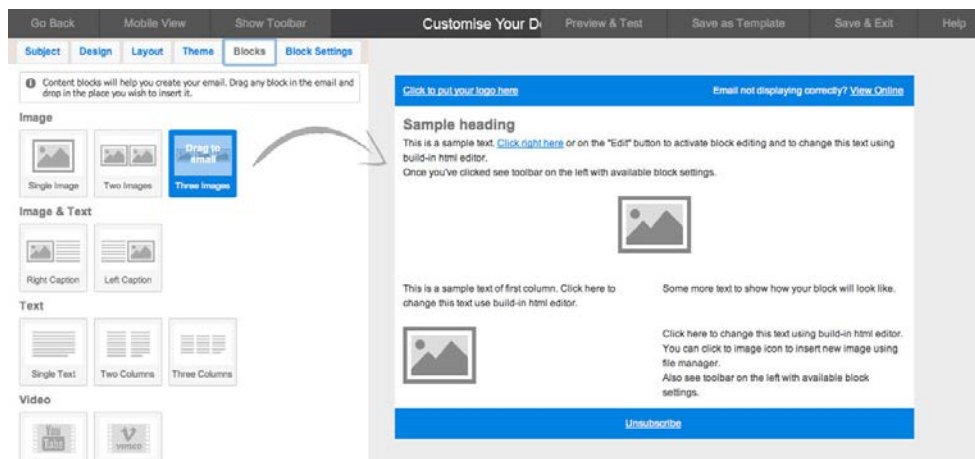 Go Back Mobile View Show Toolbar Customise Your D Preview & Test Save as Template Save & Exit Help
Subject Design Layout Theme Blocks Block Settings
Content blocks will help you create your email. Drag any block in the email and
drop in the place you wish to insert it.
Image
Drag to
email
Single Image Two Images Three Images
Image & Text
Right Caption Left Caption
Text
Single Text Two Columns Three Columns
Video
You
Tube
vimeo
Click to put your logo here Email not displaying correctly? View Online
Sample heading
This is a sample text. Click right here or on the "Edit" button to activate block editing and to change this text using
build-in html editor.
Once you've clicked see toolbar on the left with available block settings.
This is a sample text of first column. Click here to
change this text use build-in html editor.
Some more text to show how your block will look like.
Click here to change this text using build-in html editor.
You can click to image icon to insert new image using
file manager.
Also see toolbar on the left with available block
settings.
Unsubscribe